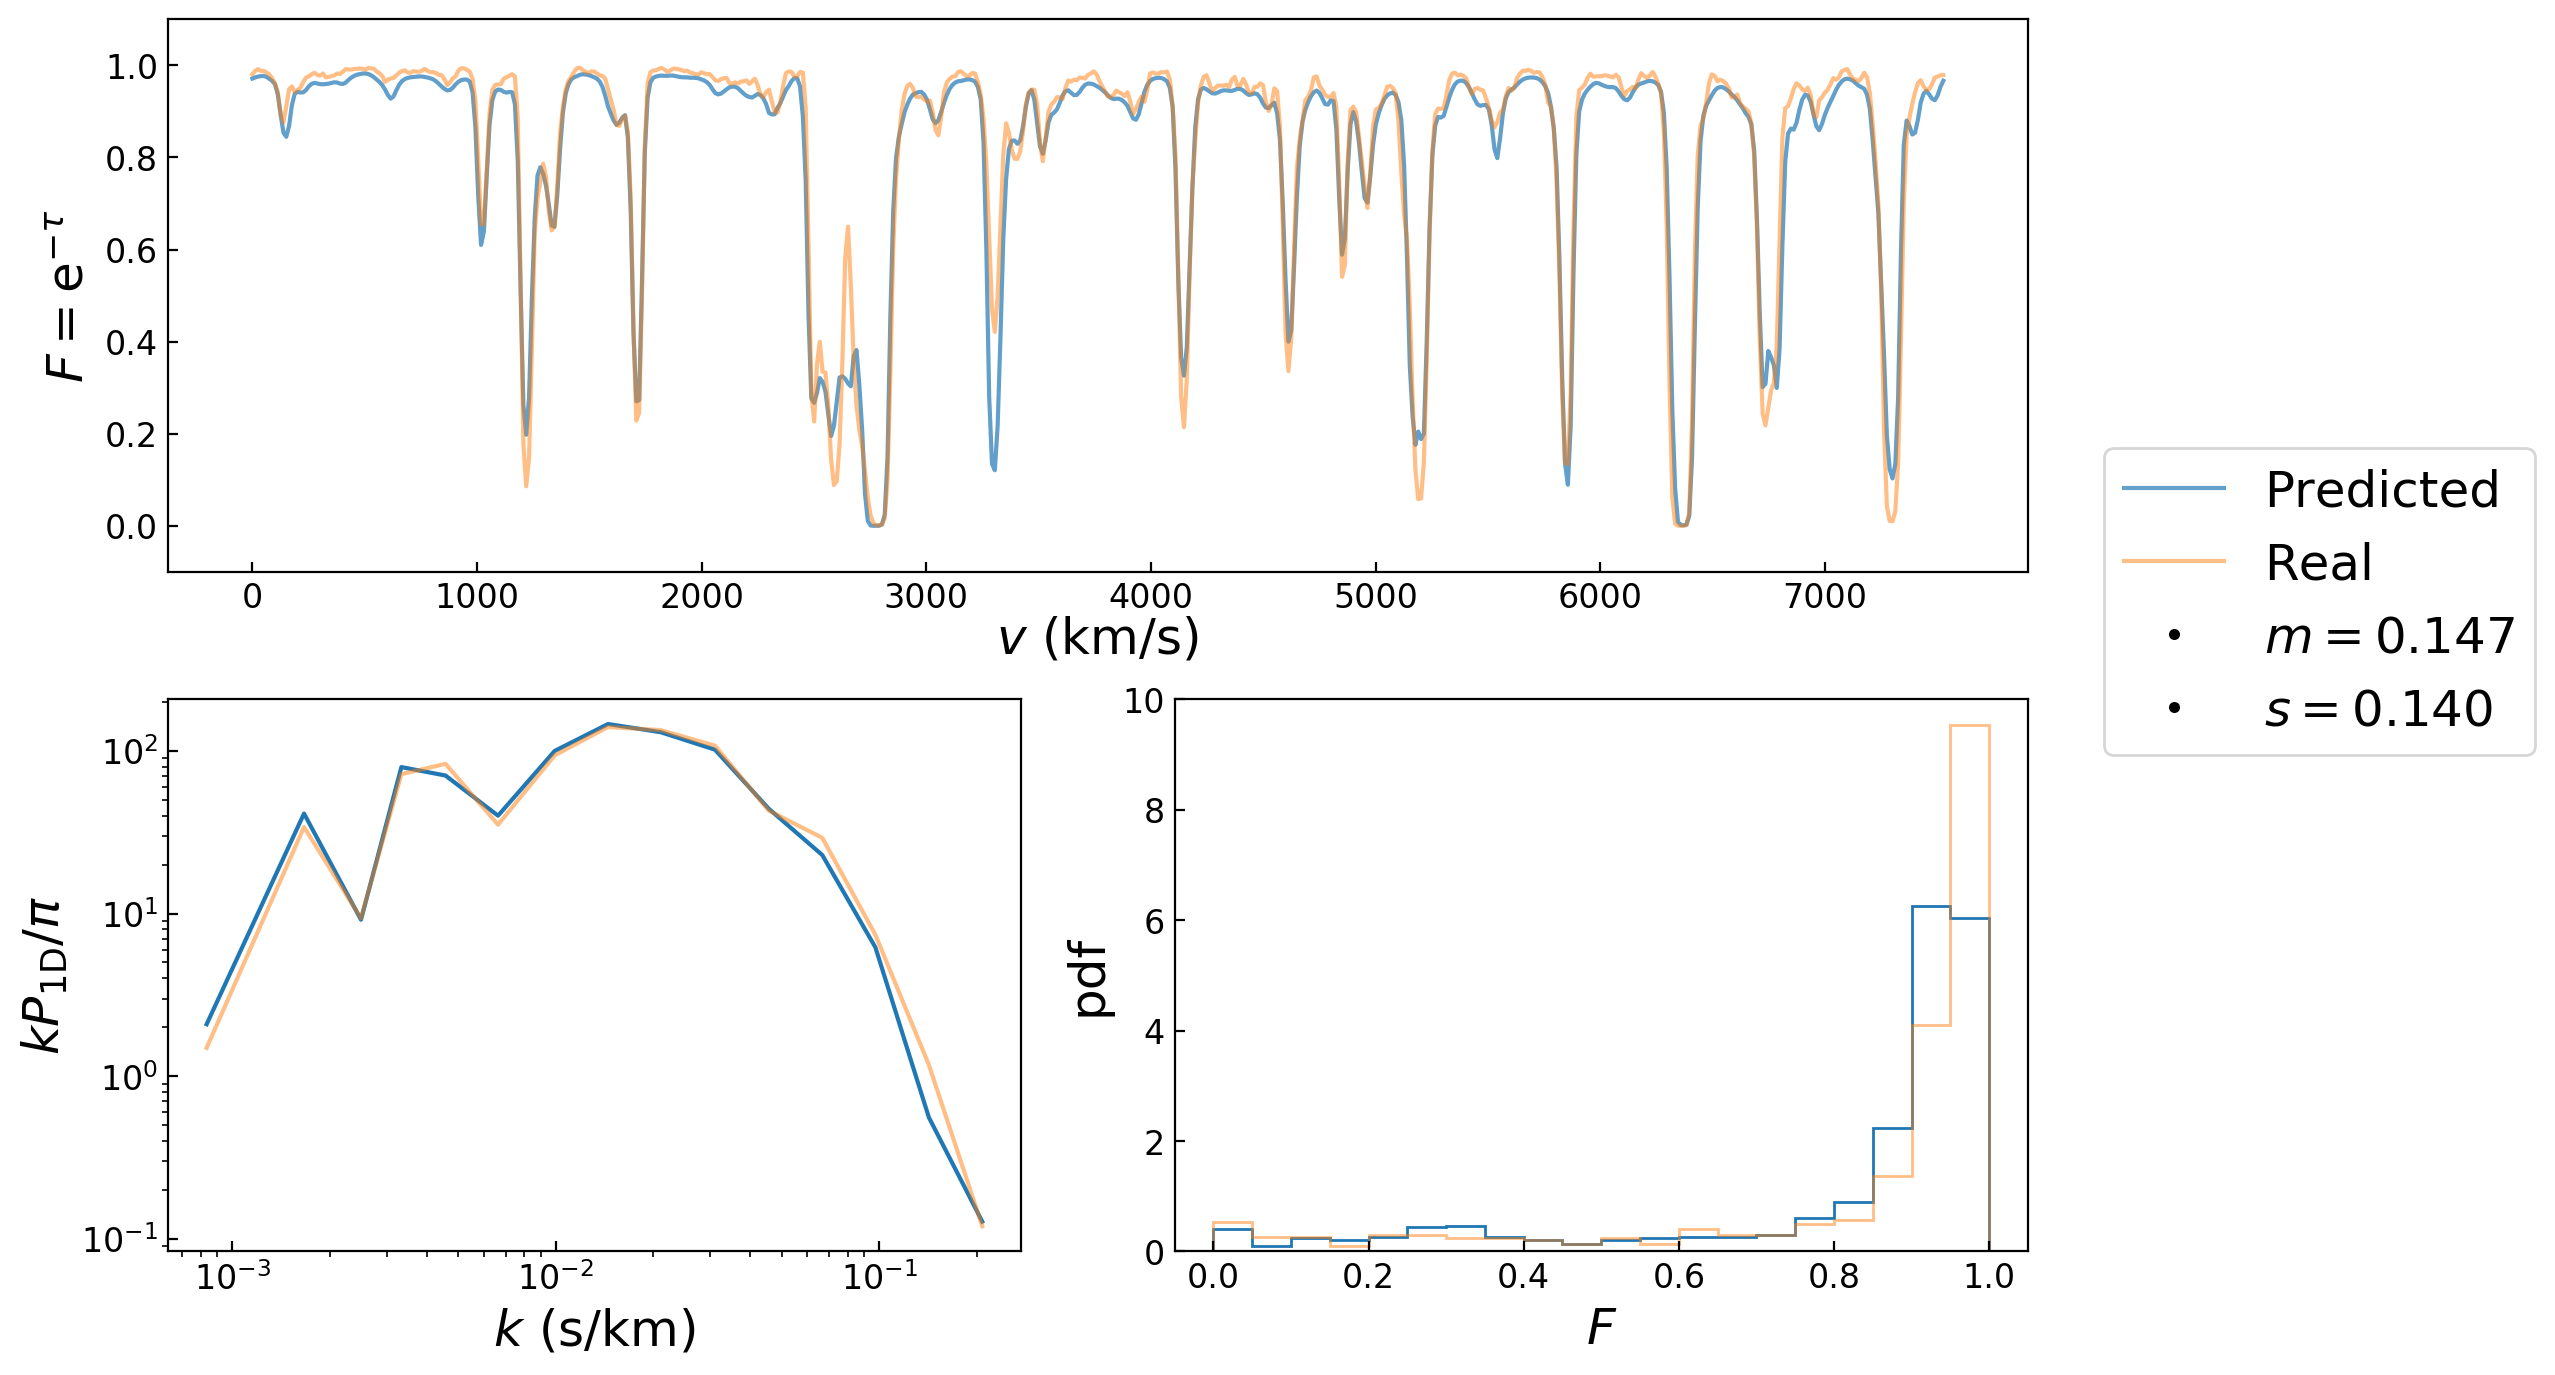 F = e^{-τ}
1.0
0.8
0.6
0.4
0.2
0.0
0 1000 2000 3000 4000 5000 6000 7000
v (km/s)
Predicted
Real
m = 0.147
s = 0.140
kP_{1D}/π
10^2
10^1
10^0
10^{-1}
10^{-3} 10^{-2} 10^{-1}
k (s/km)
pdf
10
8
6
4
2
0
0.0 0.2 0.4 0.6 0.8 1.0
F